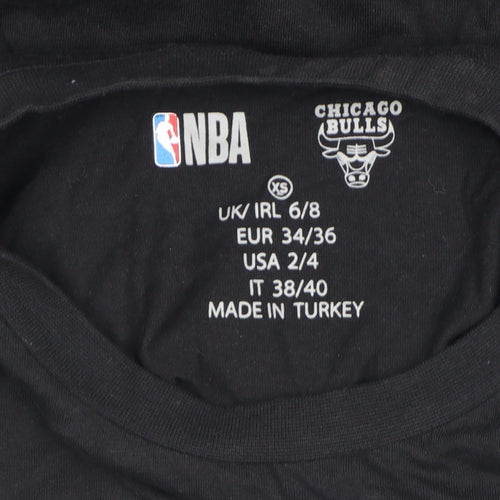 NBA
CHICAGO
BULLS
XS
UK/ IRL 6/8
EUR 34/36
USA 2/4
IT 38/40
MADE IN TURKEY